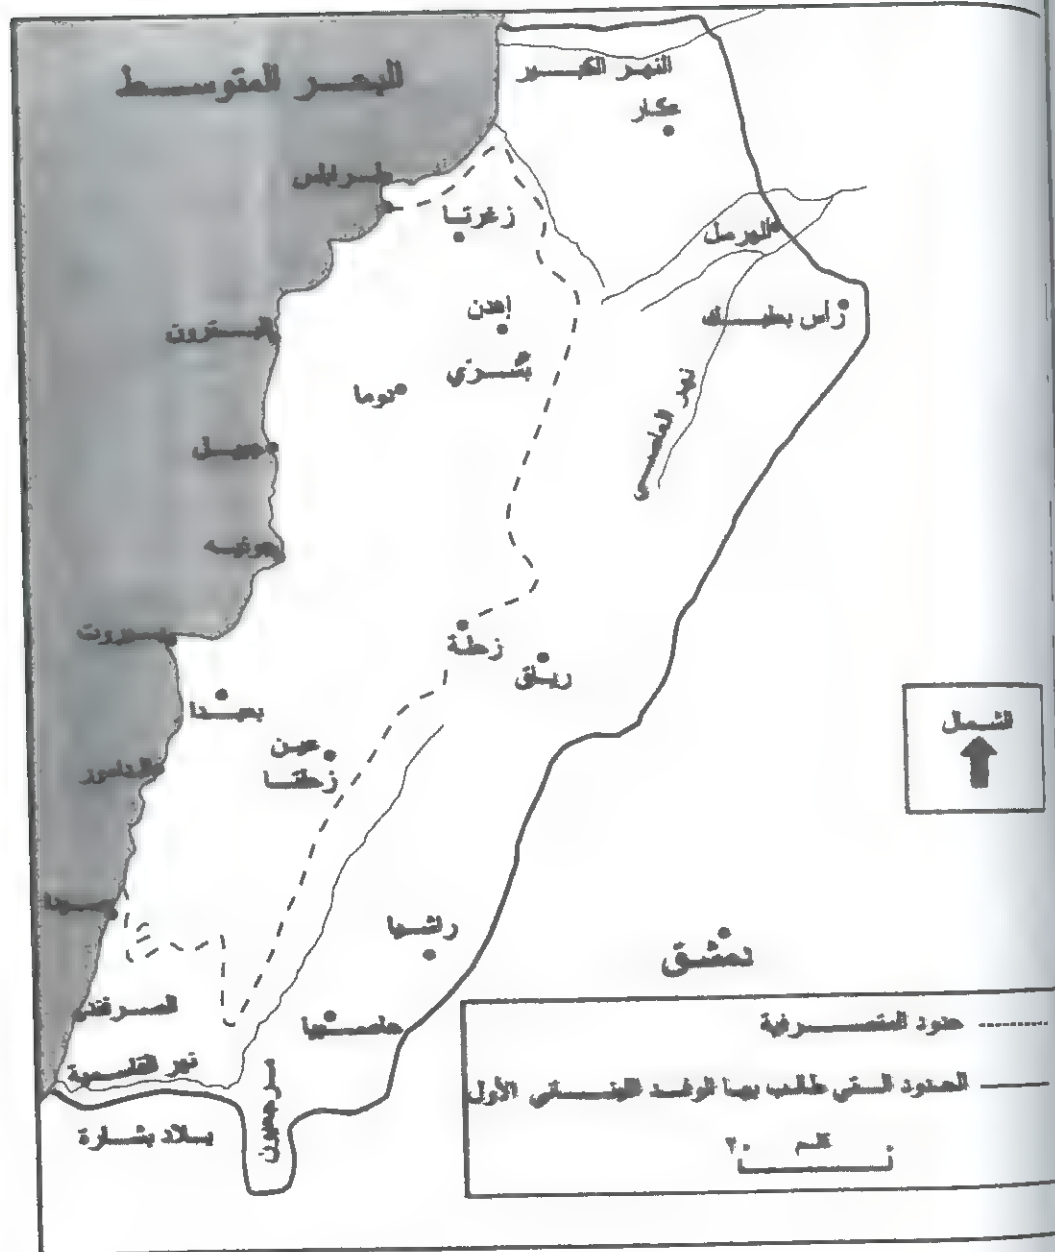 البحر المتوسط
النهر الكبير
عكار
طرابلس
زغرتا
الهرمل
رأس بعلبك
إهدن
البترون
بشري
دوما
نهر العاصي
جبيل
جونيه
بيروت
زحلة
رياق
بعبدا
الشمال
عين
زحلتا
الدامور
صيدا
راشيا
دمشق
الصرفند
حاصبيا
حدود المتصرفية
نهر القاسمية
مرجعيون
الحدود التي طالب بها الوفد اللبناني الأول
بلاد بشارة
كلم
٢٠